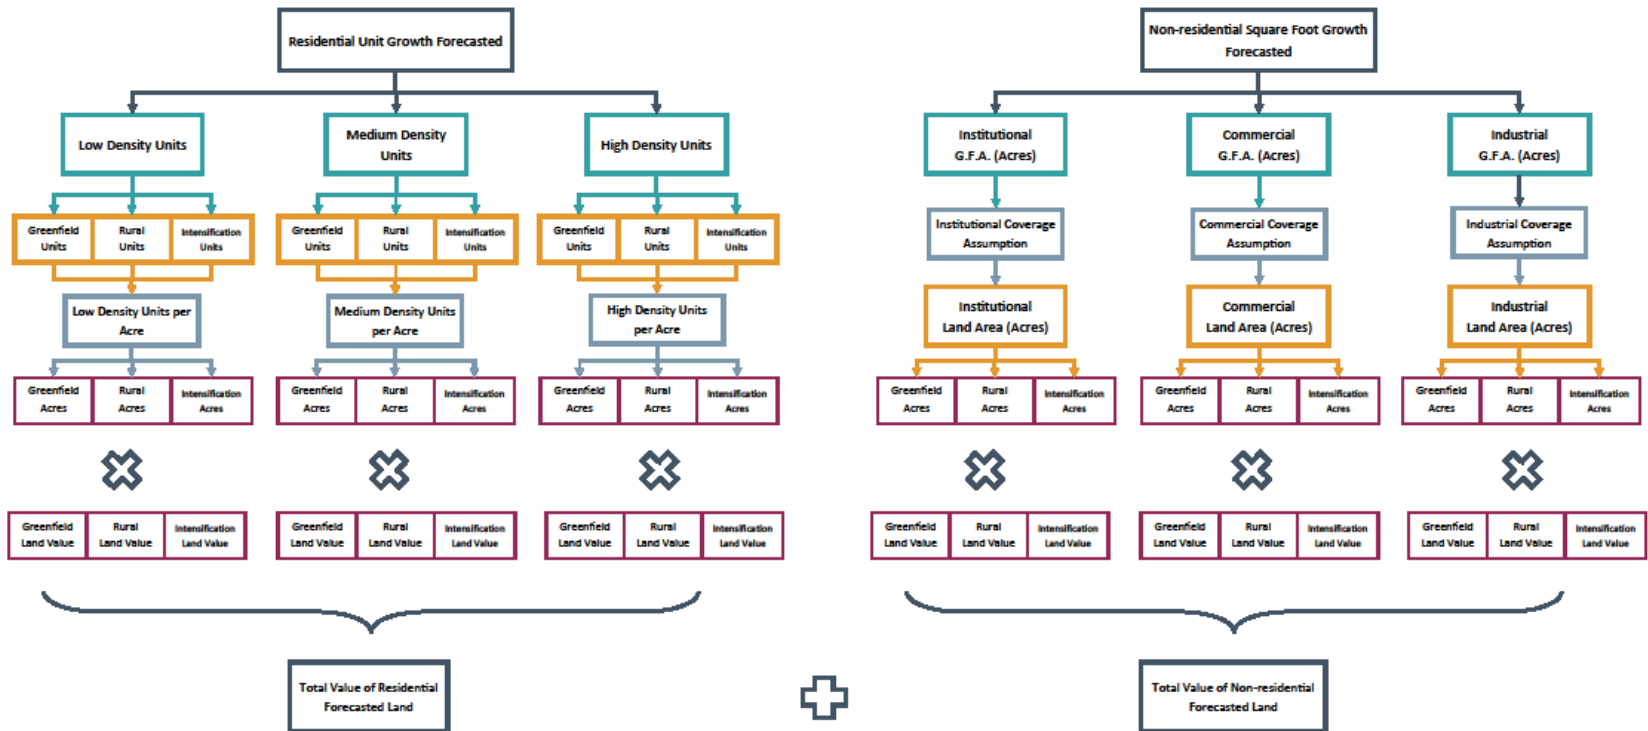 Residential Unit Growth Forecasted
Non-residential Square Foot Growth
Forecasted
Low Density Units
Medium Density
Units
High Density Units
Institutional
G.F.A. (Acres)
Commercial
G.F.A. (Acres)
Industrial
G.F.A. (Acres)
Greenfield
Units
Rural
Units
Intensification
Units
Greenfield
Units
Rural
Units
Intensification
Units
Greenfield
Units
Rural
Units
Intensification
Units
Institutional Coverage
Assumption
Commercial Coverage
Assumption
Industrial Coverage
Assumption
Low Density Units per
Acre
Medium Density Units
per Acre
High Density Units
per Acre
Institutional
Land Area (Acres)
Commercial
Land Area (Acres)
Industrial
Land Area (Acres)
Greenfield
Acres
Rural
Acres
Intensification
Acres
Greenfield
Acres
Rural
Acres
Intensification
Acres
Greenfield
Acres
Rural
Acres
Intensification
Acres
Greenfield
Acres
Rural
Acres
Intensification
Acres
Greenfield
Acres
Rural
Acres
Intensification
Acres
Greenfield
Acres
Rural
Acres
Intensification
Acres
Greenfield
Land Value
Rural
Land Value
Intensification
Land Value
Greenfield
Land Value
Rural
Land Value
Intensification
Land Value
Greenfield
Land Value
Rural
Land Value
Intensification
Land Value
Greenfield
Land Value
Rural
Land Value
Intensification
Land Value
Greenfield
Land Value
Rural
Land Value
Intensification
Land Value
Greenfield
Land Value
Rural
Land Value
Intensification
Land Value
Total Value of Residential
Forecasted Land
Total Value of Non-residential
Forecasted Land